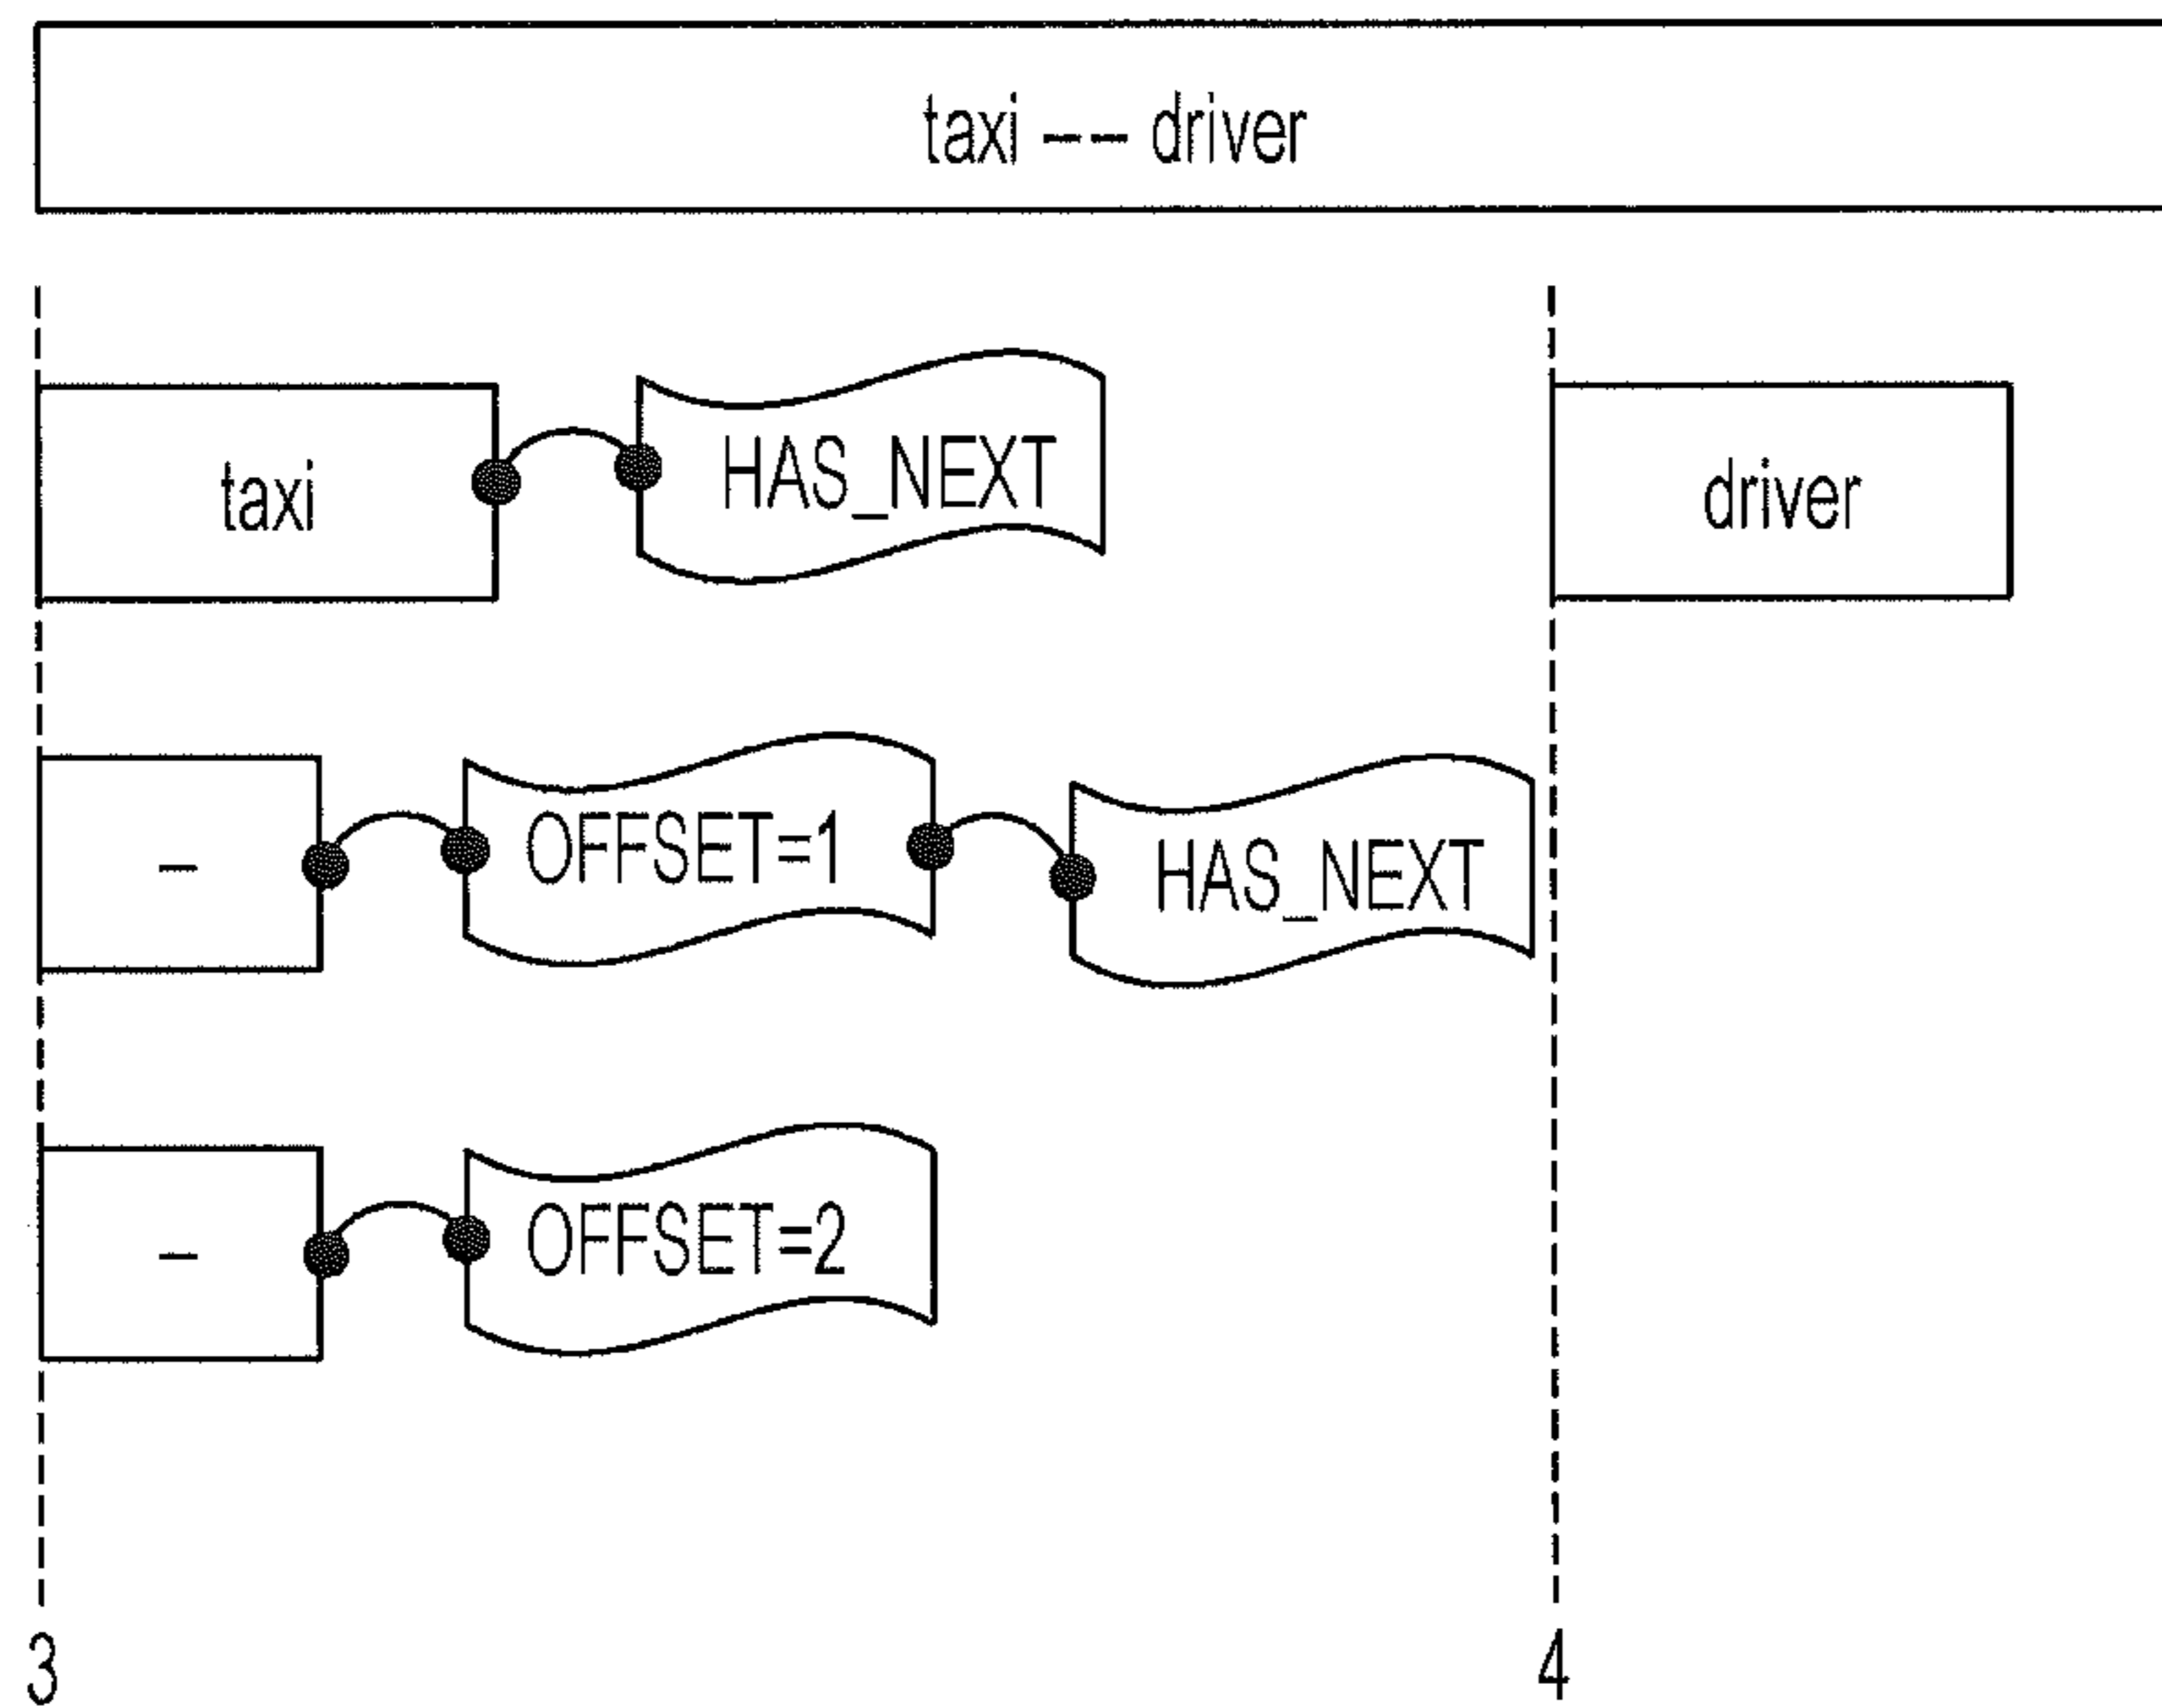 taxi -- driver
taxi HAS_NEXT driver
- OFFSET=1 HAS_NEXT
- OFFSET=2
3 4